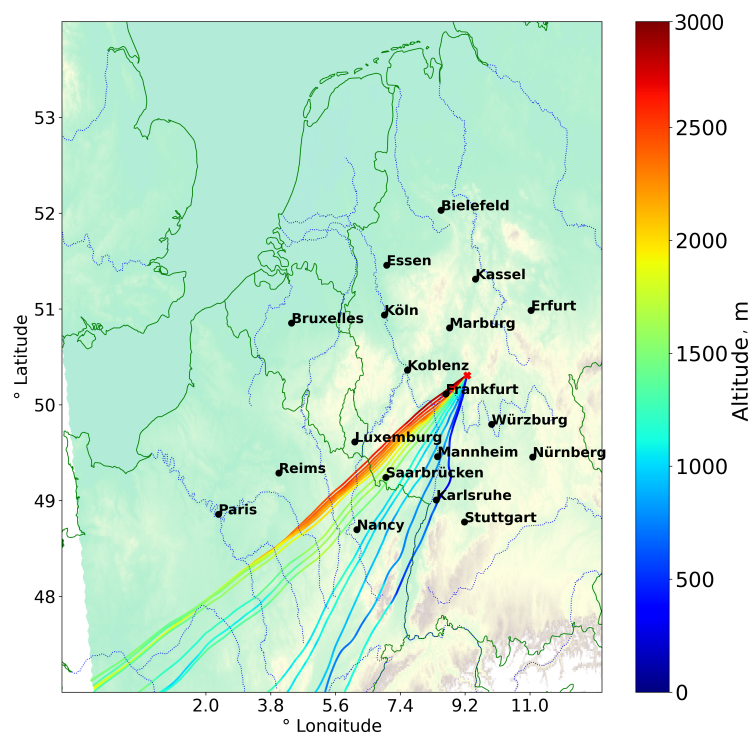 3000
2500
2000
1500
1000
500
0
Altitude, m
53
52
51
50
49
48
° Latitude
Bielefeld
Essen
Kassel
Erfurt
Köln
Bruxelles
Marburg
Koblenz
Frankfurt
Würzburg
Luxemburg
Mannheim
Nürnberg
Reims
Saarbrücken
Karlsruhe
Paris
Stuttgart
Nancy
2.0 3.8 5.6 7.4 9.2 11.0
° Longitude